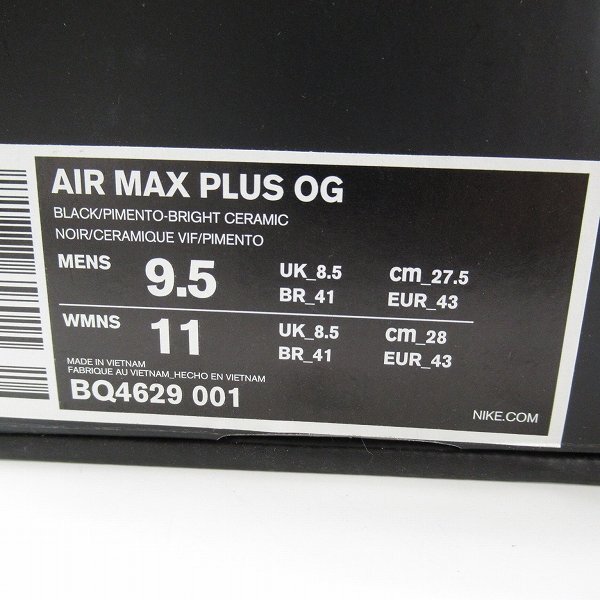 AIR MAX PLUS OG
BLACK/PIMENTO-BRIGHT CERAMIC
NOIR/CERAMIQUE VIF/PIMENTO
MENS 9.5 UK_8.5 cm_27.5
BR_41 EUR_43
WMNS 11 UK_8.5 cm_28
BR_41 EUR_43
MADE IN VIETNAM
FABRIQUE AU VIETNAM_HECHO EN VIETNAM
BQ4629 001
NIKE.COM